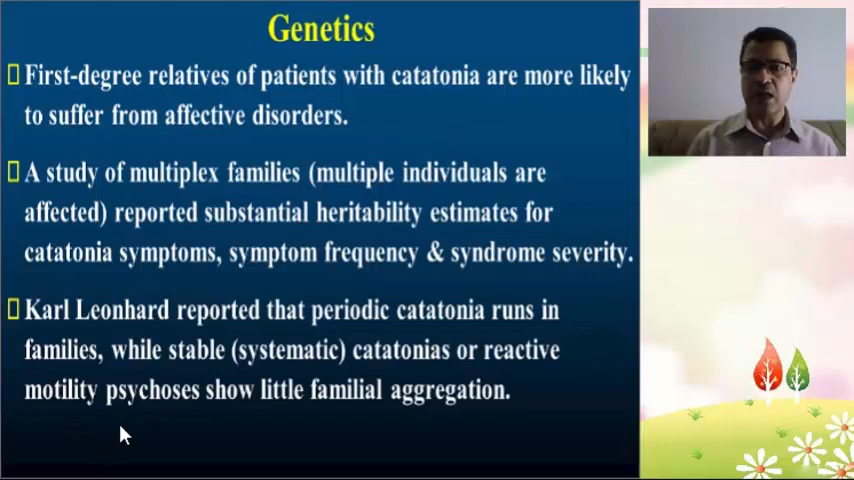 Genetics
First-degree relatives of patients with catatonia are more likely
to suffer from affective disorders.
A study of multiplex families (multiple individuals are
affected) reported substantial heritability estimates for
catatonia symptoms, symptom frequency & syndrome severity.
Karl Leonhard reported that periodic catatonia runs in
families, while stable (systematic) catatonias or reactive
motility psychoses show little familial aggregation.